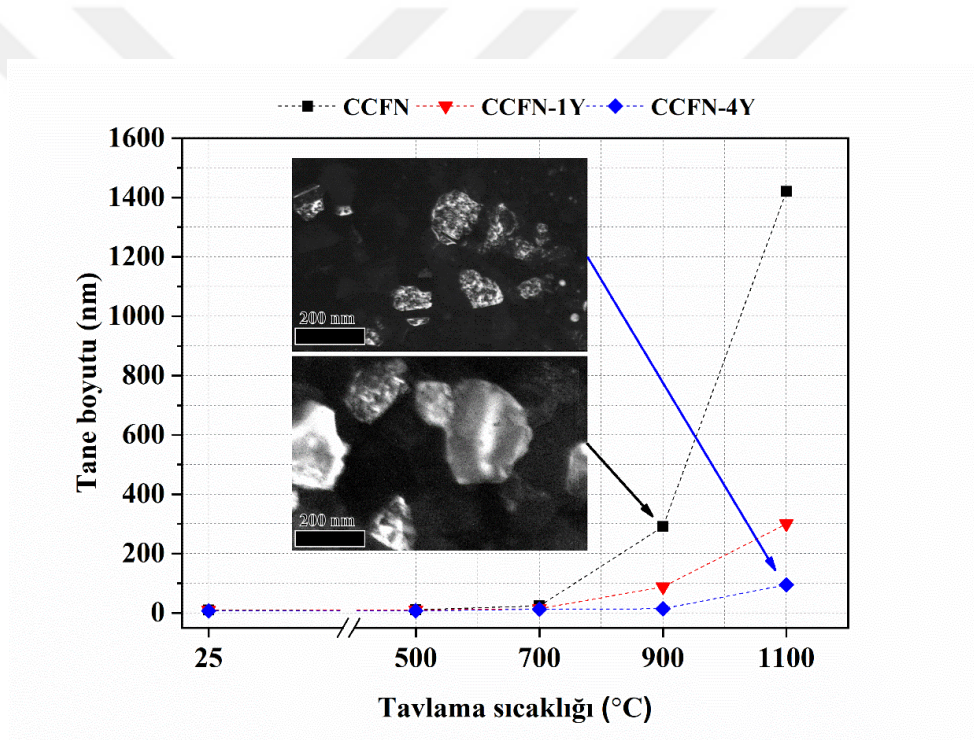 CCFN CCFN-1Y CCFN-4Y
1600
1400
1200
1000
800
600
400
200
0
Tane boyutu (nm)
200 nm
200 nm
25 500 700 900 1100
Tavlama sıcaklığı (°C)